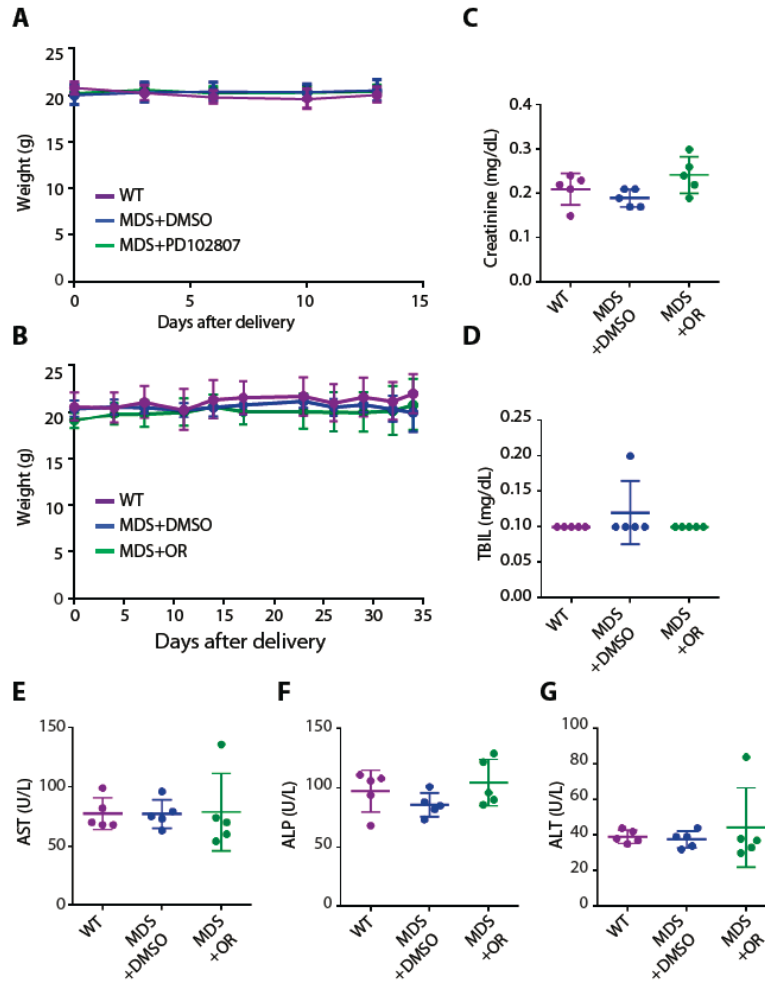 A
25
20
15
10
5
0
Weight (g)
WT
MDS+DMSO
MDS+PD102807
0
5
10
15
Days after delivery
C
0.4
0.3
0.2
0.1
0.0
Creatinine (mg/dL)
WT
MDS
+DMSO
MDS
+OR
B
25
20
15
10
5
0
Weight (g)
WT
MDS+DMSO
MDS+OR
0
5
10
15
20
25
30
35
Days after delivery
D
0.25
0.20
0.15
0.10
0.05
0.00
TBIL (mg/dL)
WT
MDS
+DMSO
MDS
+OR
E
150
100
50
0
AST (U/L)
WT
MDS
+DMSO
MDS
+OR
F
150
100
50
0
ALP (U/L)
WT
MDS
+DMSO
MDS
+OR
G
100
80
60
40
20
0
ALT (U/L)
WT
MDS
+DMSO
MDS
+OR